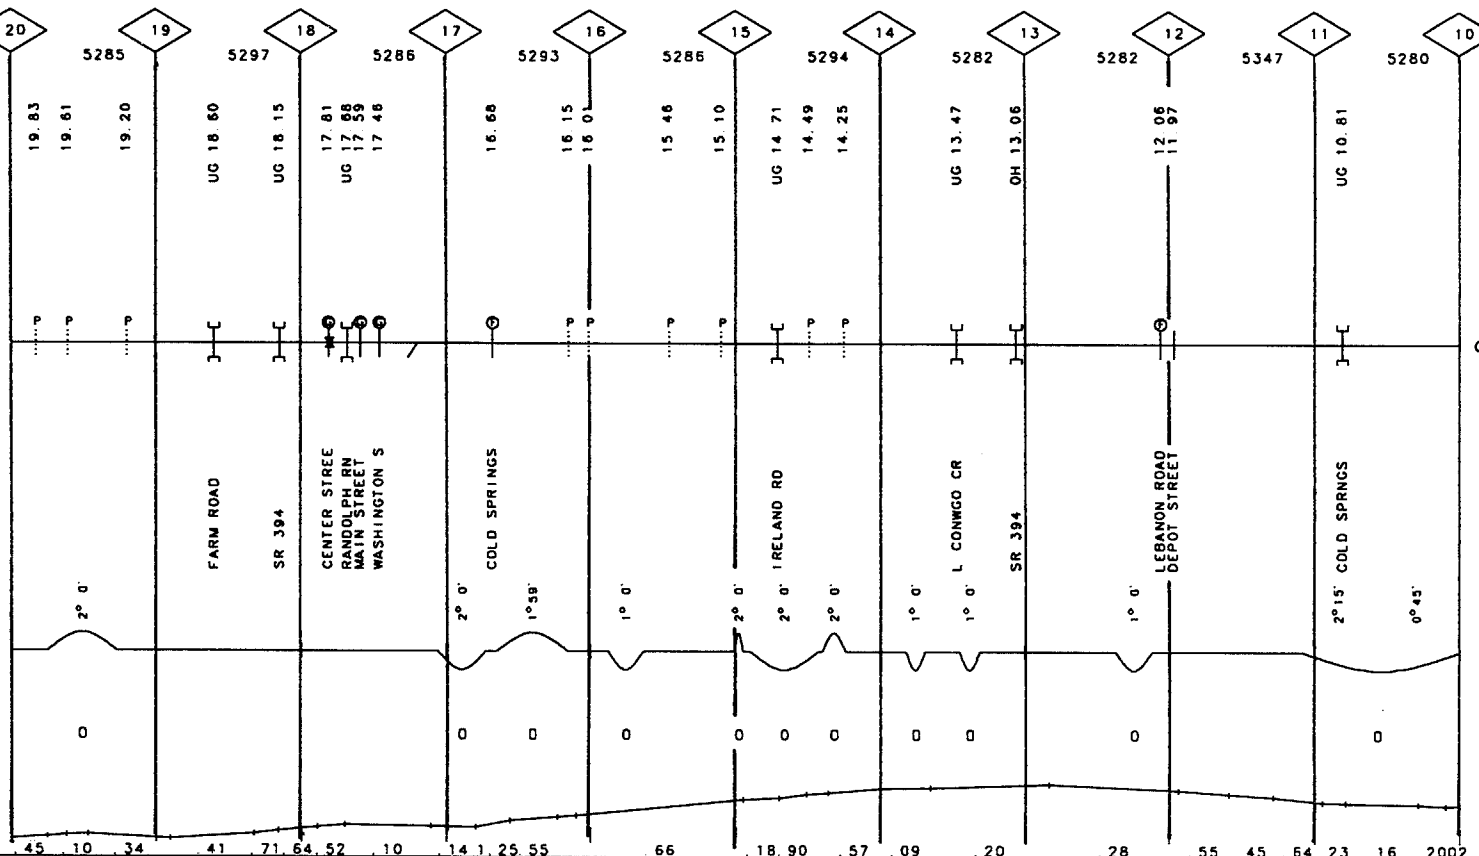 20 19 18 17 16 15 14 13 12 11 10
5285 5297 5286 5293 5286 5294 5282 5282 5347 5280
19.83
19.61
19.20
UG 18.60
UG 18.15
17.81
UG 17.68
17.59
17.46
16.68
16.15
16.01
15.46
15.10
UG 14.71
14.49
14.25
UG 13.47
OH 13.06
12.06
11.97
UG 10.81
P P P P P P P P P
FARM ROAD
SR 394
CENTER STREE
RANDOLPH RN
MAIN STREET
WASHINGTON S
COLD SPRINGS
IRELAND RD
L CONWGO CR
SR 394
LEBANON ROAD
DEPOT STREET
COLD SPRNGS
2° 0'
2° 0'
1°59'
1° 0'
2° 0'
2° 0'
2° 0'
1° 0'
1° 0'
1° 0'
2°15'
0°45'
0 0 0 0 0 0 0 0 0 0 0
.45 .10 .34 .41 .71 .64 .52 .10 .14 .25 .55 .66 .18 .90 .57 .09 .20 .28 .55 .45 .64 .23 .16 2002